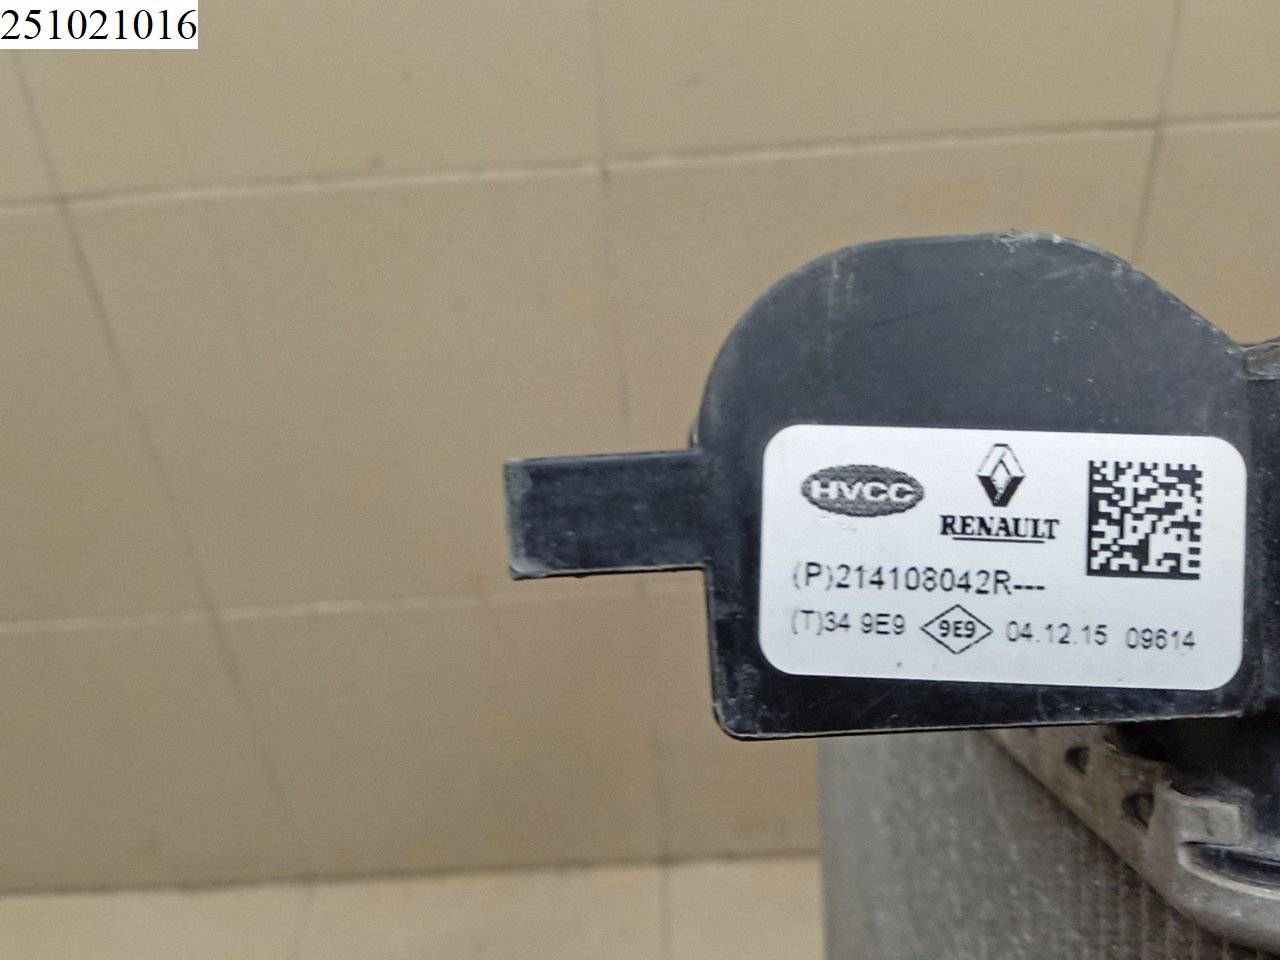 251021016
HVCC
RENAULT
(P)214108042R---
(T)34 9E9 9E9 04.12.15 09614